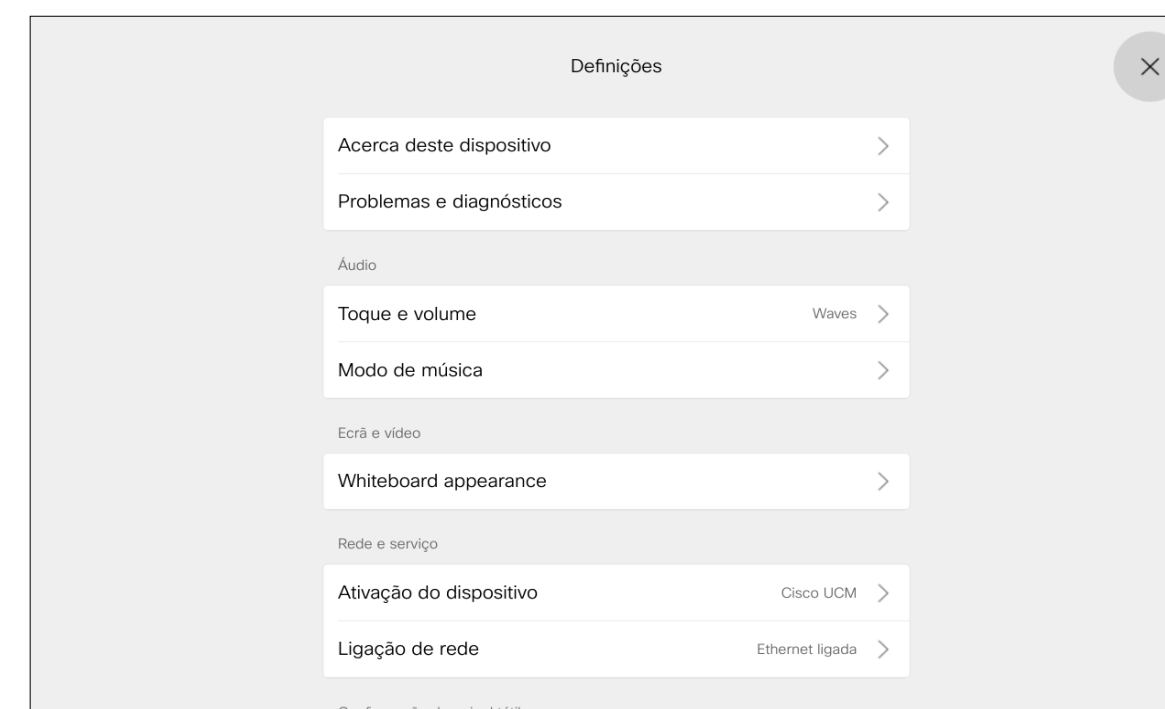 Definições
Acerca deste dispositivo
Problemas e diagnósticos
Áudio
Toque e volume Waves
Modo de música
Ecrã e vídeo
Whiteboard appearance
Rede e serviço
Ativação do dispositivo Cisco UCM
Ligação de rede Ethernet ligada